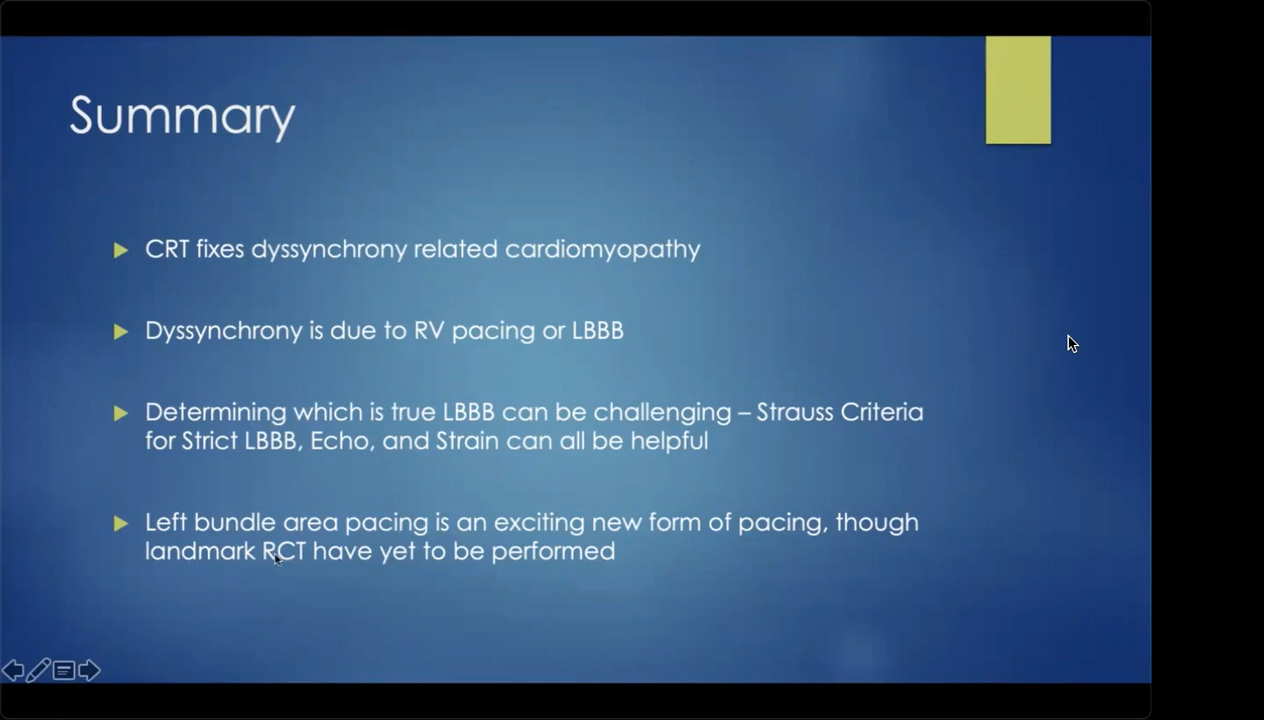 Summary
CRT fixes dyssynchrony related cardiomyopathy
Dyssynchrony is due to RV pacing or LBBB
Determining which is true LBBB can be challenging – Strauss Criteria
for Strict LBBB, Echo, and Strain can all be helpful
Left bundle area pacing is an exciting new form of pacing, though
landmark RCT have yet to be performed